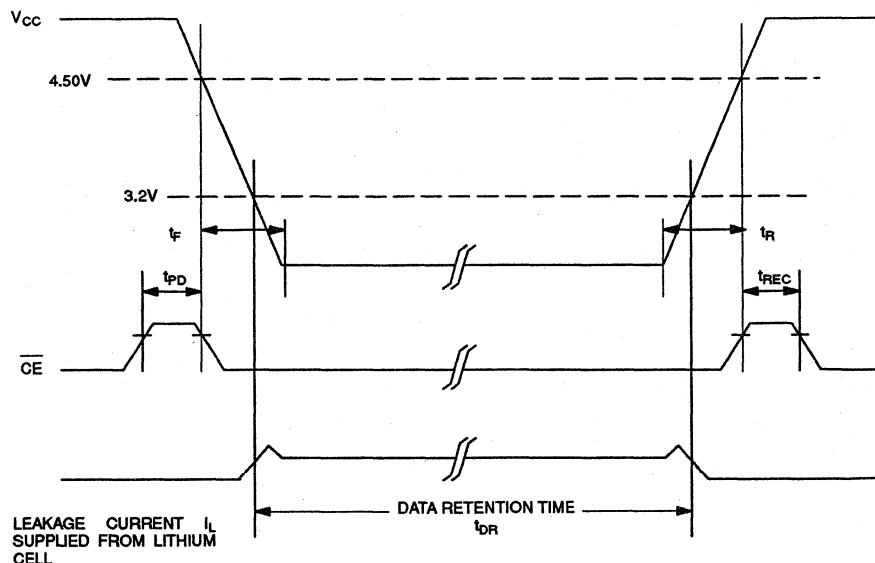 VCC
4.50V
3.2V
tF
tR
tPD
tREC
CE
DATA RETENTION TIME
tDR
LEAKAGE CURRENT IL
SUPPLIED FROM LITHIUM
CELL